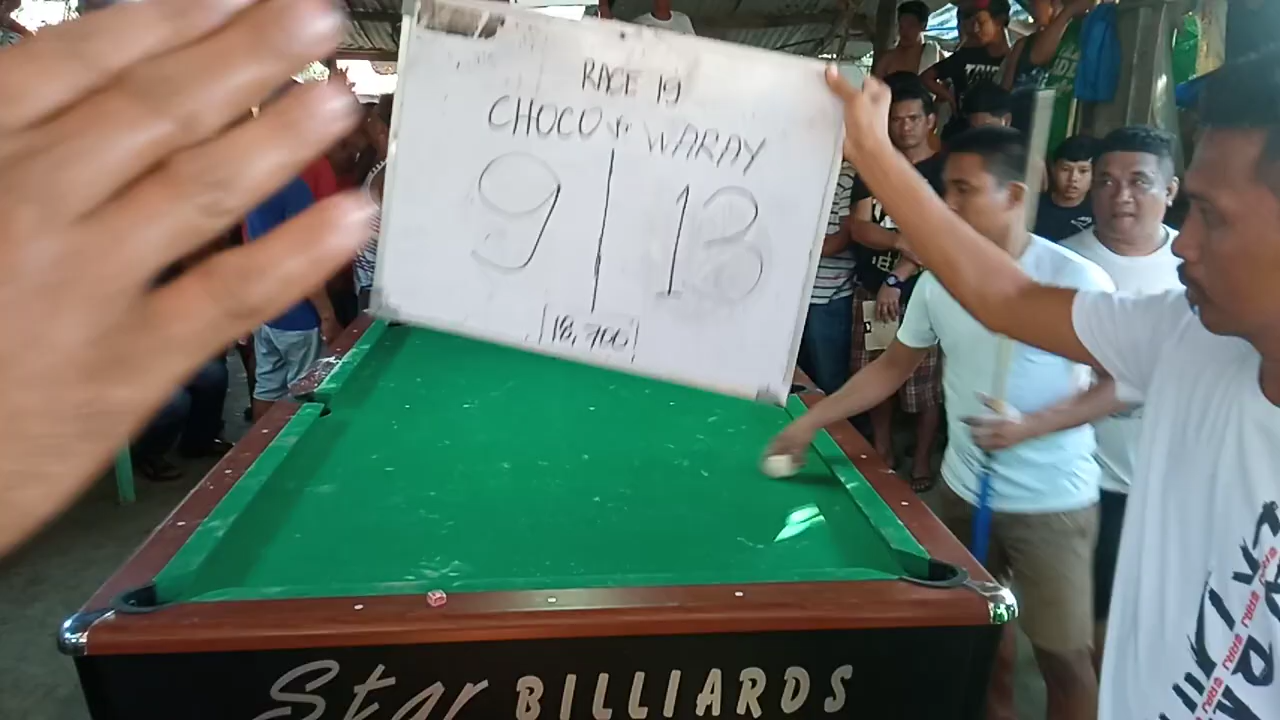 RACE 19
CHOCO vs WARAY
9 | 13
18,700
Star BILLIARDS